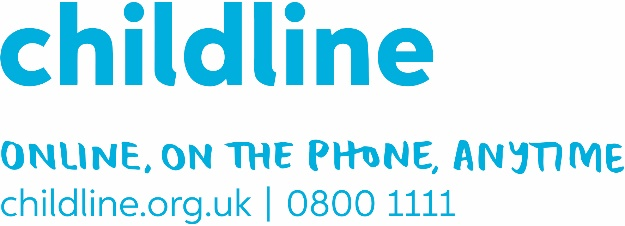 childline
ONLINE, ON THE PHONE, ANYTIME
childline.org.uk | 0800 1111